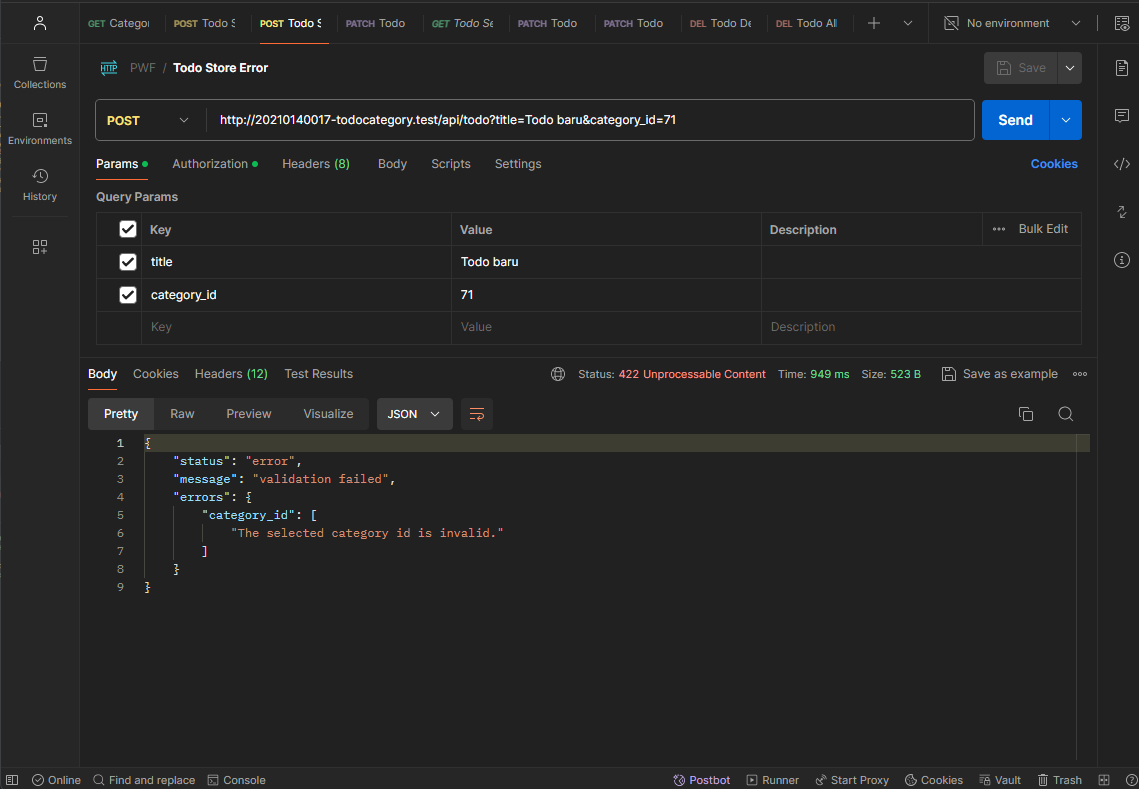 GET Categor POST Todo S POST Todo S PATCH Todo GET Todo Se PATCH Todo PATCH Todo DEL Todo De DEL Todo All No environment
Collections
Environments
History
PWF / Todo Store Error Save
POST http://20210140017-todocategory.test/api/todo?title=Todo baru&category_id=71 Send
Params Authorization Headers (8) Body Scripts Settings Cookies
Query Params
Key Value Description Bulk Edit
title Todo baru
category_id 71
Key Value Description
Body Cookies Headers (12) Test Results Status: 422 Unprocessable Content Time: 949 ms Size: 523 B Save as example
Pretty Raw Preview Visualize JSON
1 {
2 "status": "error",
3 "message": "validation failed",
4 "errors": {
5 "category_id": [
6 "The selected category id is invalid."
7 ]
8 }
9 }
Online Find and replace Console Postbot Runner Start Proxy Cookies Vault Trash